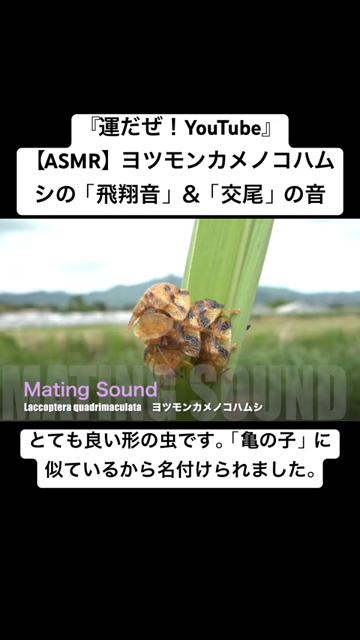 『運だぜ！YouTube』
【ASMR】ヨツモンカメノコハム
シの「飛翔音」＆「交尾」の音
MATING SOUND
Mating Sound
Laccoptera quadrimaculata ヨツモンカメノコハムシ
とても良い形の虫です。「亀の子」に
似ているから名付けられました。